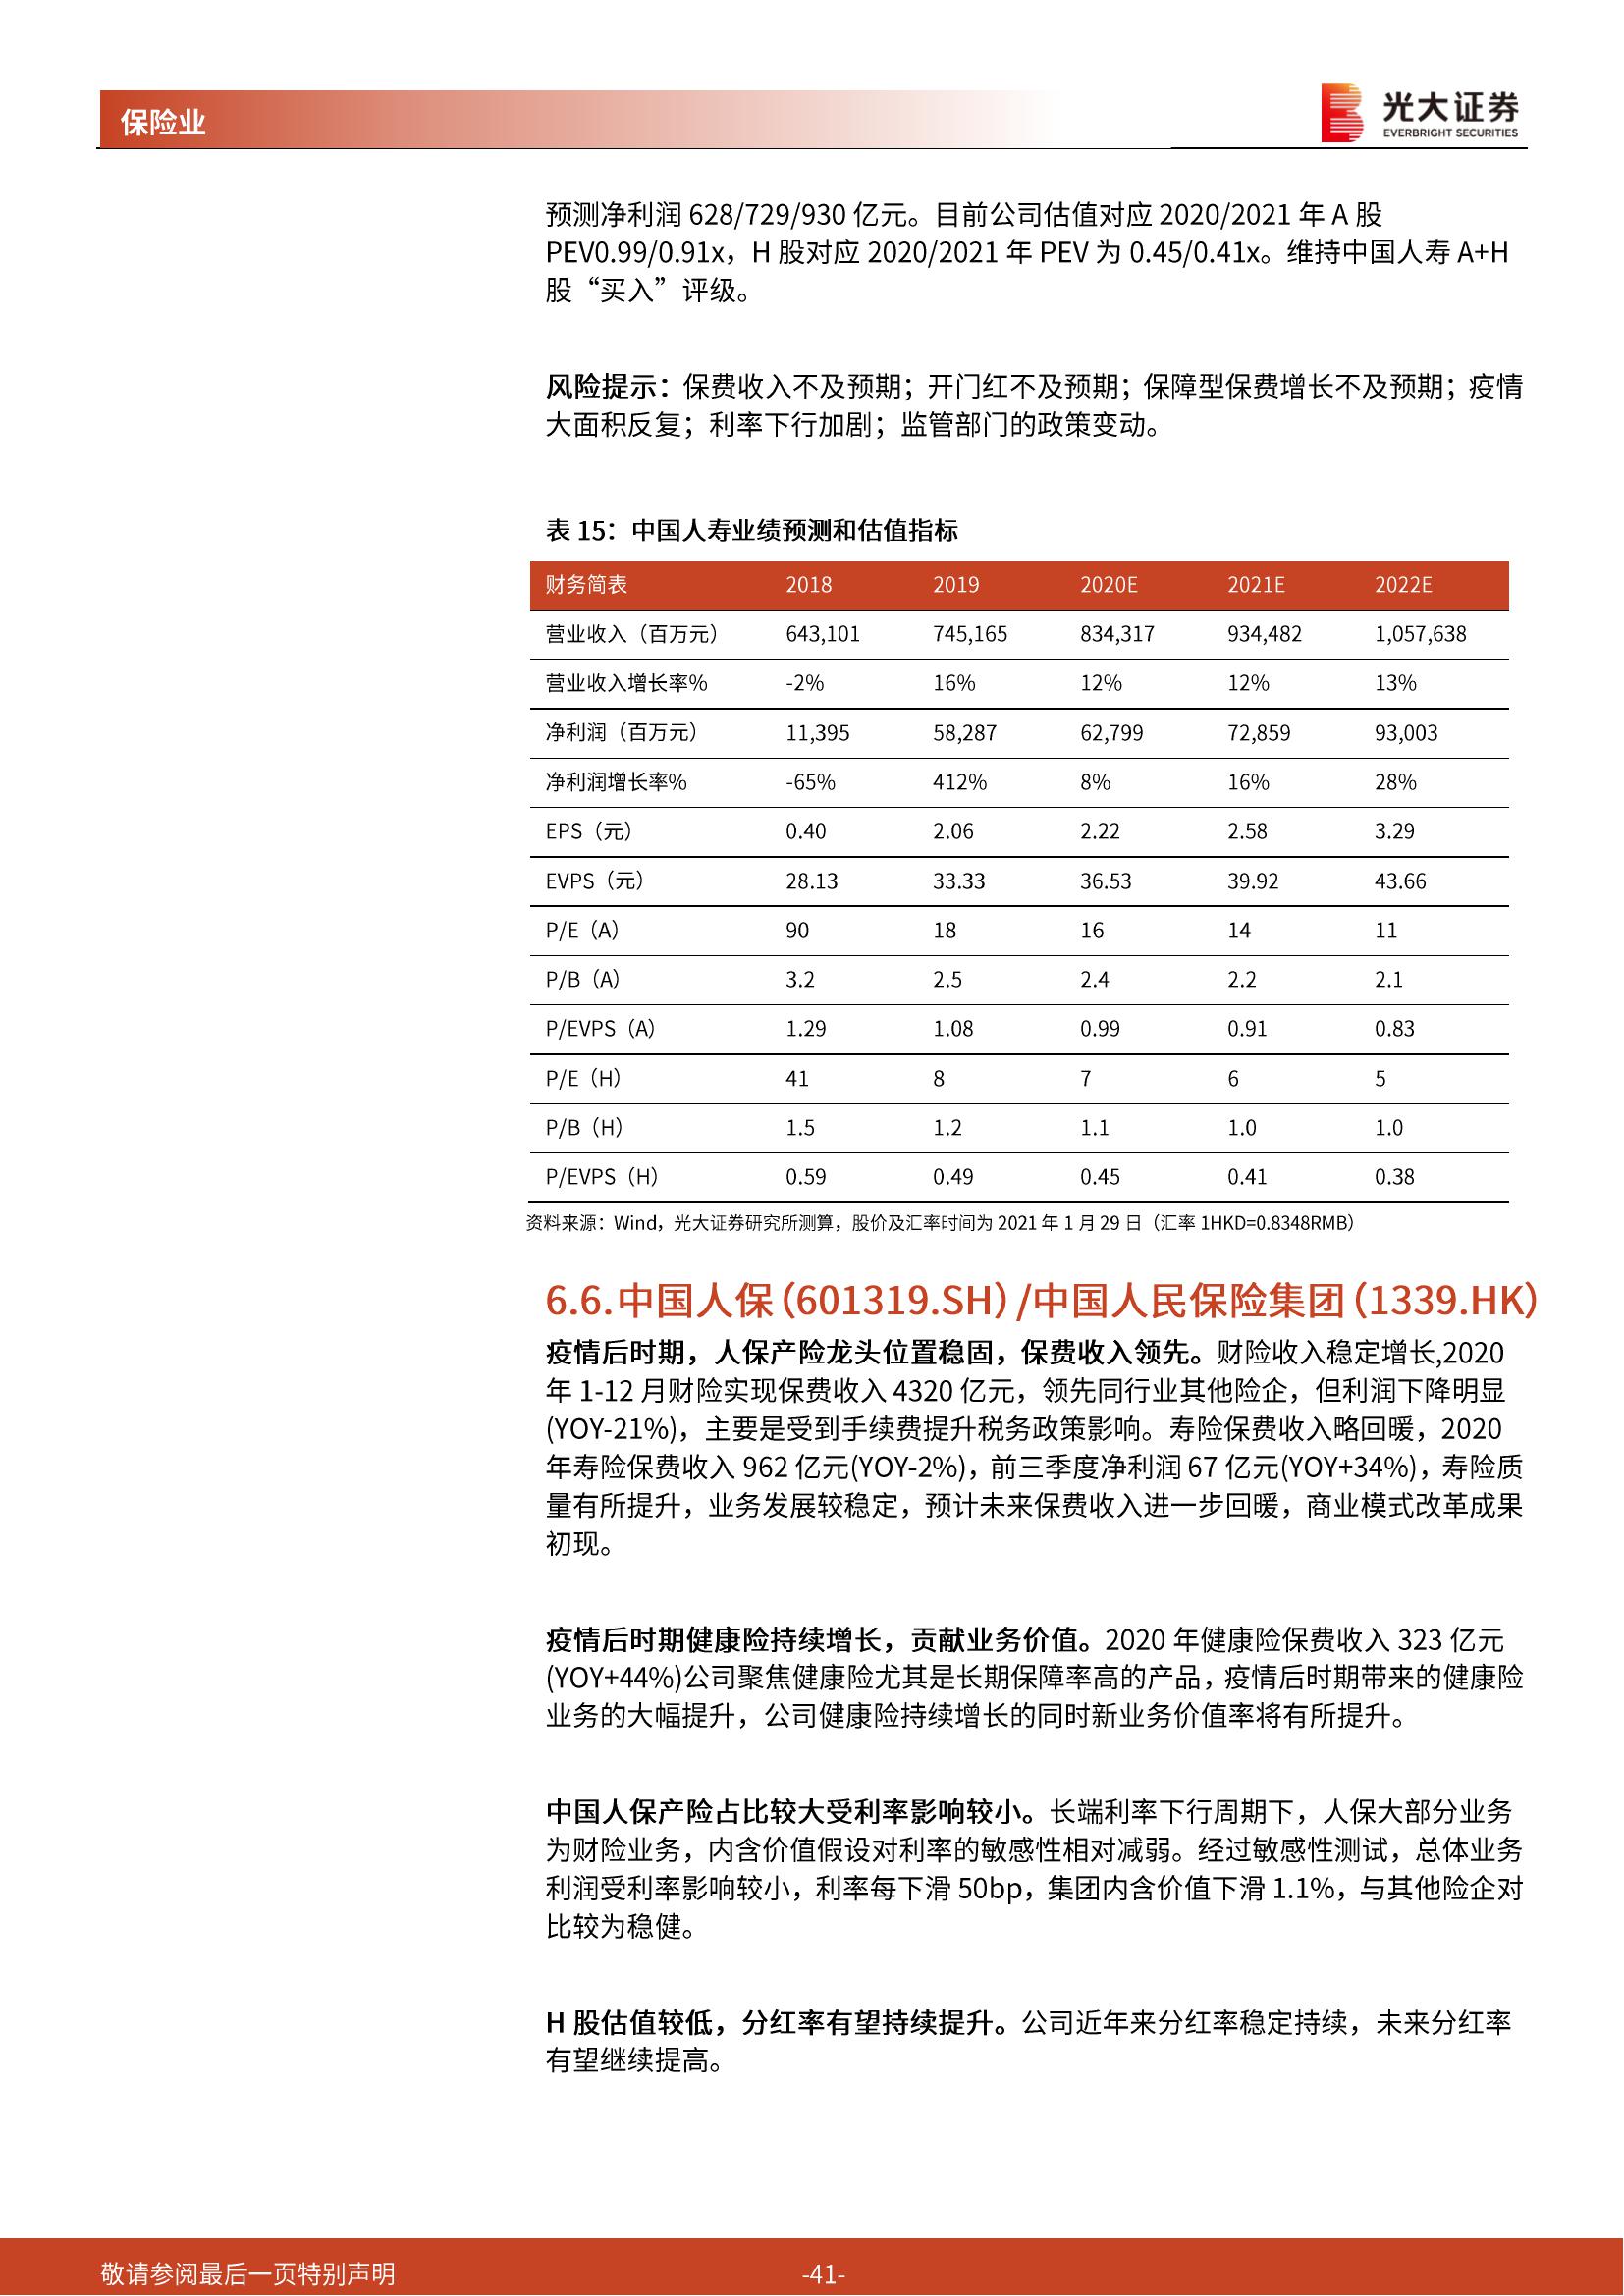 保险业
光大证券
EVERBRIGHT SECURITIES
预测净利润 628/729/930 亿元。目前公司估值对应 2020/2021 年 A 股
PEV0.99/0.91x，H 股对应 2020/2021 年 PEV 为 0.45/0.41x。维持中国人寿 A+H
股“买入”评级。
风险提示：保费收入不及预期；开门红不及预期；保障型保费增长不及预期；疫情
大面积反复；利率下行加剧；监管部门的政策变动。
表 15：中国人寿业绩预测和估值指标
财务简表 2018 2019 2020E 2021E 2022E
营业收入（百万元） 643,101 745,165 834,317 934,482 1,057,638
营业收入增长率% -2% 16% 12% 12% 13%
净利润（百万元） 11,395 58,287 62,799 72,859 93,003
净利润增长率% -65% 412% 8% 16% 28%
EPS（元） 0.40 2.06 2.22 2.58 3.29
EVPS（元） 28.13 33.33 36.53 39.92 43.66
P/E（A） 90 18 16 14 11
P/B（A） 3.2 2.5 2.4 2.2 2.1
P/EVPS（A） 1.29 1.08 0.99 0.91 0.83
P/E（H） 41 8 7 6 5
P/B（H） 1.5 1.2 1.1 1.0 1.0
P/EVPS（H） 0.59 0.49 0.45 0.41 0.38
资料来源：Wind，光大证券研究所测算，股价及汇率时间为 2021 年 1 月 29 日（汇率 1HKD=0.8348RMB）
6.6.中国人保（601319.SH）/中国人民保险集团（1339.HK）
疫情后时期，人保产险龙头位置稳固，保费收入领先。财险收入稳定增长,2020
年 1-12 月财险实现保费收入 4320 亿元，领先同行业其他险企，但利润下降明显
(YOY-21%)，主要是受到手续费提升税务政策影响。寿险保费收入略回暖，2020
年寿险保费收入 962 亿元(YOY-2%)，前三季度净利润 67 亿元(YOY+34%)，寿险质
量有所提升，业务发展较稳定，预计未来保费收入进一步回暖，商业模式改革成果
初现。
疫情后时期健康险持续增长，贡献业务价值。2020 年健康险保费收入 323 亿元
(YOY+44%)公司聚焦健康险尤其是长期保障率高的产品，疫情后时期带来的健康险
业务的大幅提升，公司健康险持续增长的同时新业务价值率将有所提升。
中国人保产险占比较大受利率影响较小。长端利率下行周期下，人保大部分业务
为财险业务，内含价值假设对利率的敏感性相对减弱。经过敏感性测试，总体业务
利润受利率影响较小，利率每下滑 50bp，集团内含价值下滑 1.1%，与其他险企对
比较为稳健。
H 股估值较低，分红率有望持续提升。公司近年来分红率稳定持续，未来分红率
有望继续提高。
敬请参阅最后一页特别声明
-41-